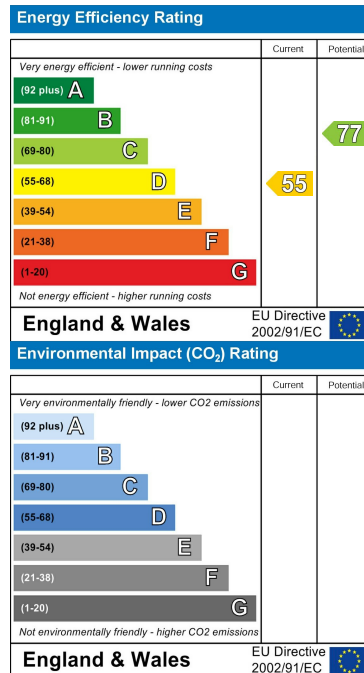 Energy Efficiency Rating
Current Potential
Very energy efficient - lower running costs
(92 plus) A
(81-91) B
(69-80) C
77
(55-68) D
55
(39-54) E
(21-38) F
(1-20) G
Not energy efficient - higher running costs
England & Wales
EU Directive
2002/91/EC
Environmental Impact (CO₂) Rating
Current Potential
Very environmentally friendly - lower CO2 emissions
(92 plus) A
(81-91) B
(69-80) C
(55-68) D
(39-54) E
(21-38) F
(1-20) G
Not environmentally friendly - higher CO2 emissions
England & Wales
EU Directive
2002/91/EC